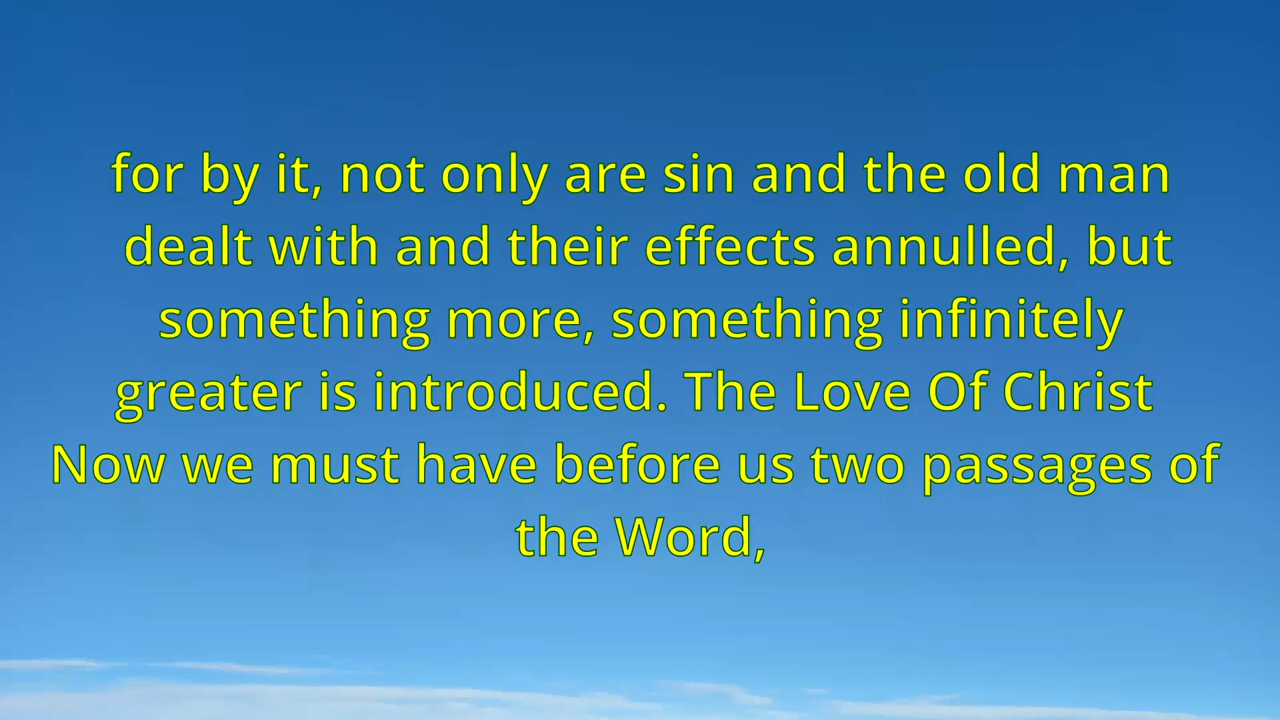 for by it, not only are sin and the old man
dealt with and their effects annulled, but
something more, something infinitely
greater is introduced. The Love Of Christ
Now we must have before us two passages of
the Word,